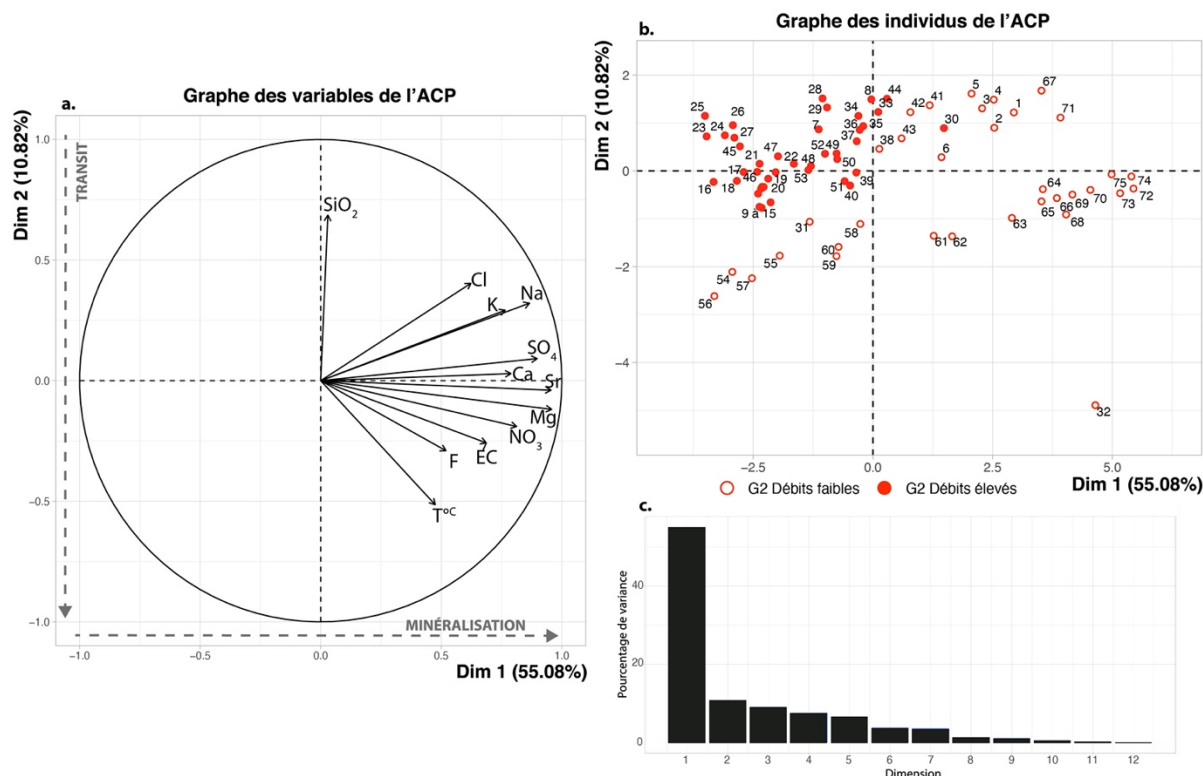 a.
Graphe des variables de l'ACP
Dim 2 (10.82%)
TRANSIT
1.0
0.5
0.0
-0.5
-1.0
SiO2
Cl
Na
K
SO4
Ca
Sr
Mg
NO3
EC
F
T°C
MINÉRALISATION
-1.0 -0.5 0.0 0.5 1.0
Dim 1 (55.08%)
b.
Graphe des individus de l'ACP
Dim 2 (10.82%)
2
0
-2
-4
28 8 44 5 4 67
25 26 29 34 33 42 41 3 1 71
23 24 27 7 36 35 30 2
45 37 43
47 52 49 38 6
21 22 48 50
17 46 19 53 39 75 74
16 18 20 51 40 64 70 72
9 à 15 65 66 69 73
31 58 63 68
60 61 62
55 59
54 57
56
32
-2.5 0.0 2.5 5.0
Dim 1 (55.08%)
G2 Débits faibles G2 Débits élevés
c.
Pourcentage de variance
40
20
0
1 2 3 4 5 6 7 8 9 10 11 12
Dimension